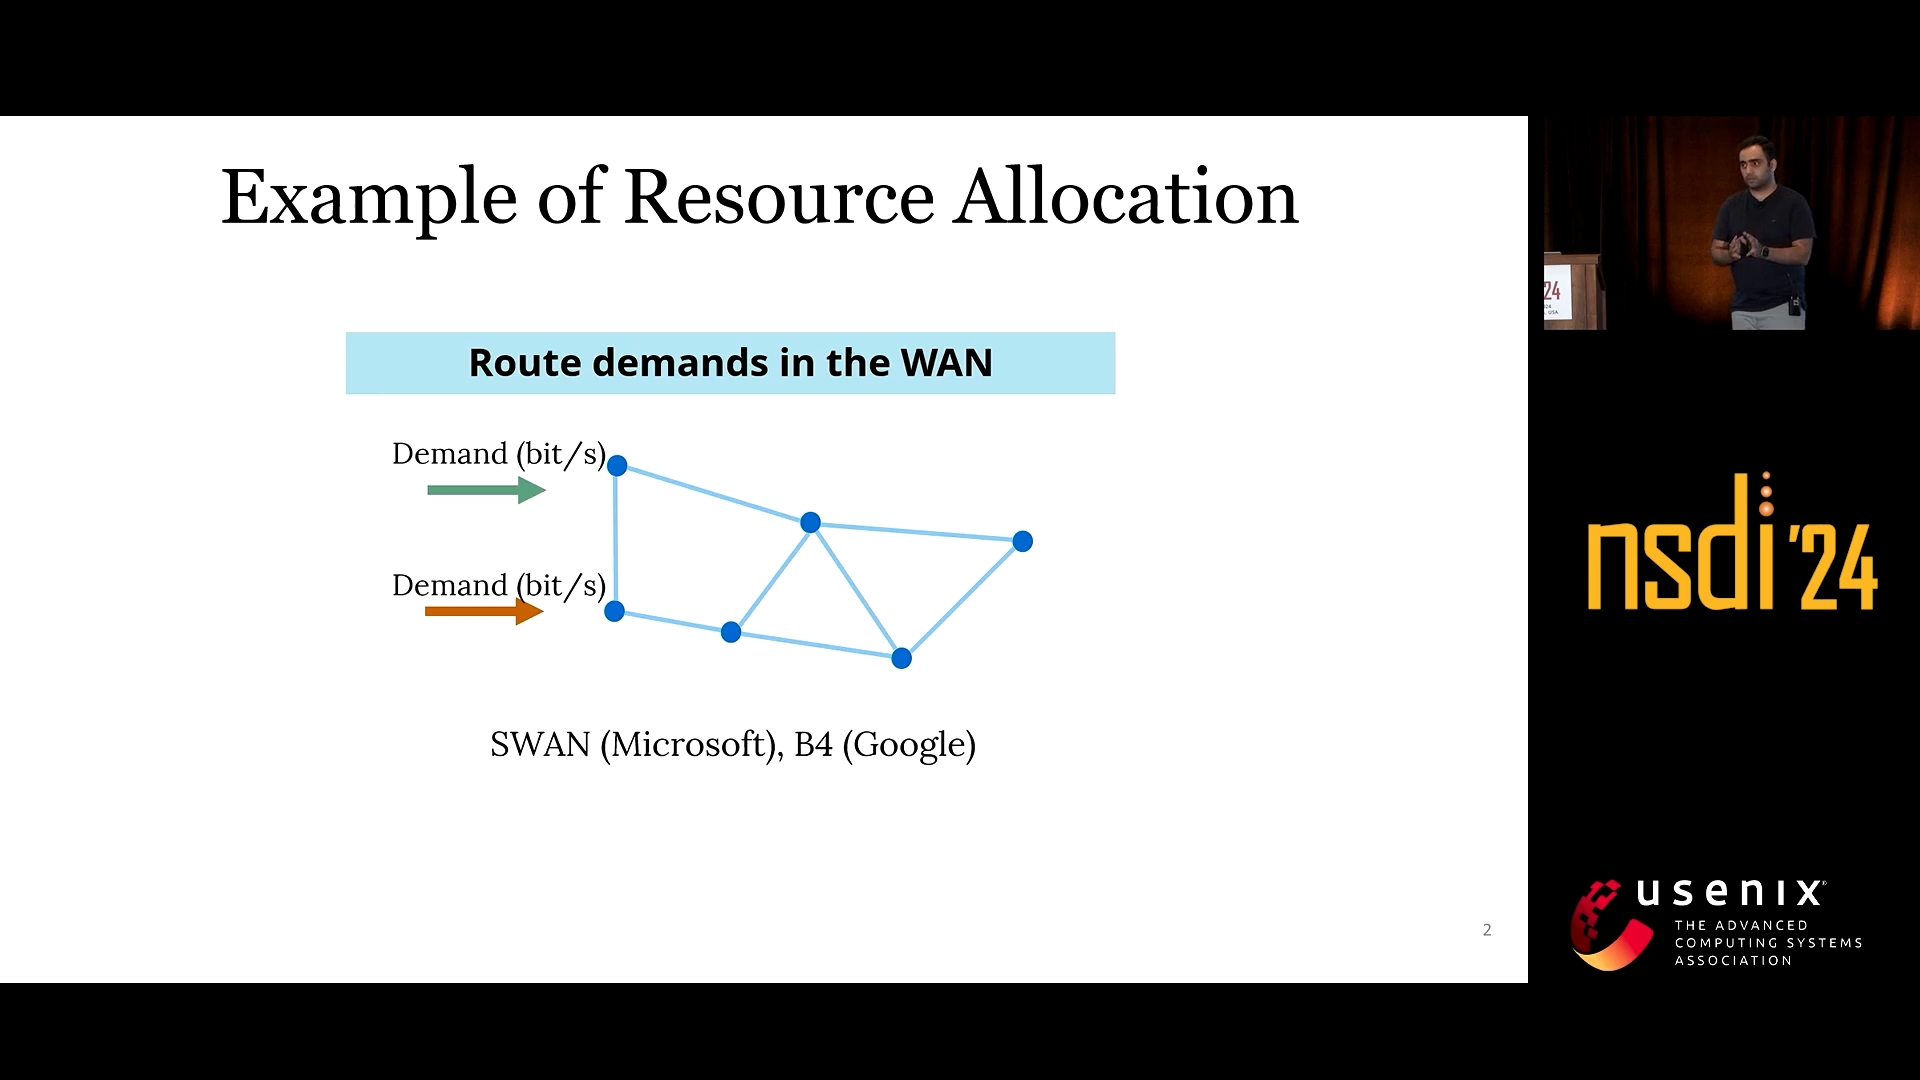 Example of Resource Allocation
Route demands in the WAN
Demand (bit/s)
Demand (bit/s)
SWAN (Microsoft), B4 (Google)
2
24
nsdi '24
usenix
THE ADVANCED
COMPUTING SYSTEMS
ASSOCIATION